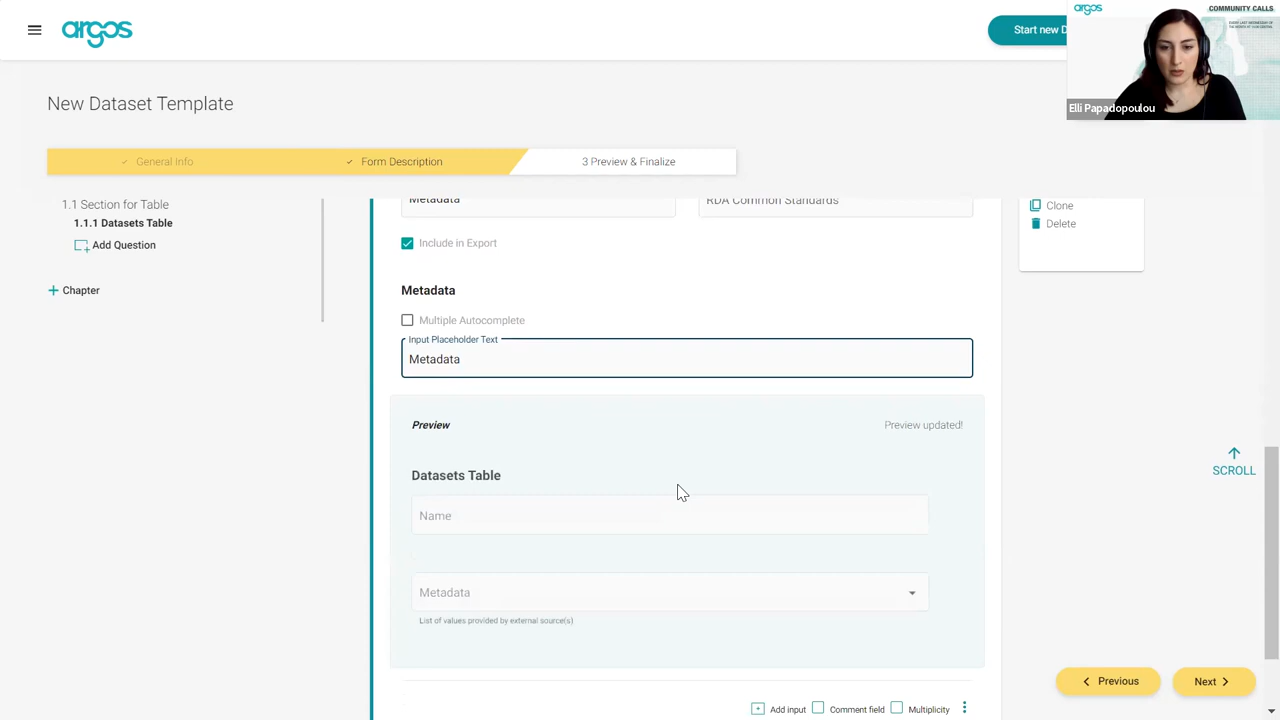 argos
Start new D
argos
COMMUNITY CALLS
Elli Papadopoulou
New Dataset Template
General Info
Form Description
3 Preview & Finalize
1.1 Section for Table
1.1.1 Datasets Table
Add Question
Chapter
Metadata
RDA Common Standards
Include in Export
Clone
Delete
Metadata
Multiple Autocomplete
Input Placeholder Text
Metadata
Preview
Preview updated!
Datasets Table
Name
Metadata
List of values provided by external source(s)
SCROLL
Previous
Next
Add input
Comment field
Multiplicity